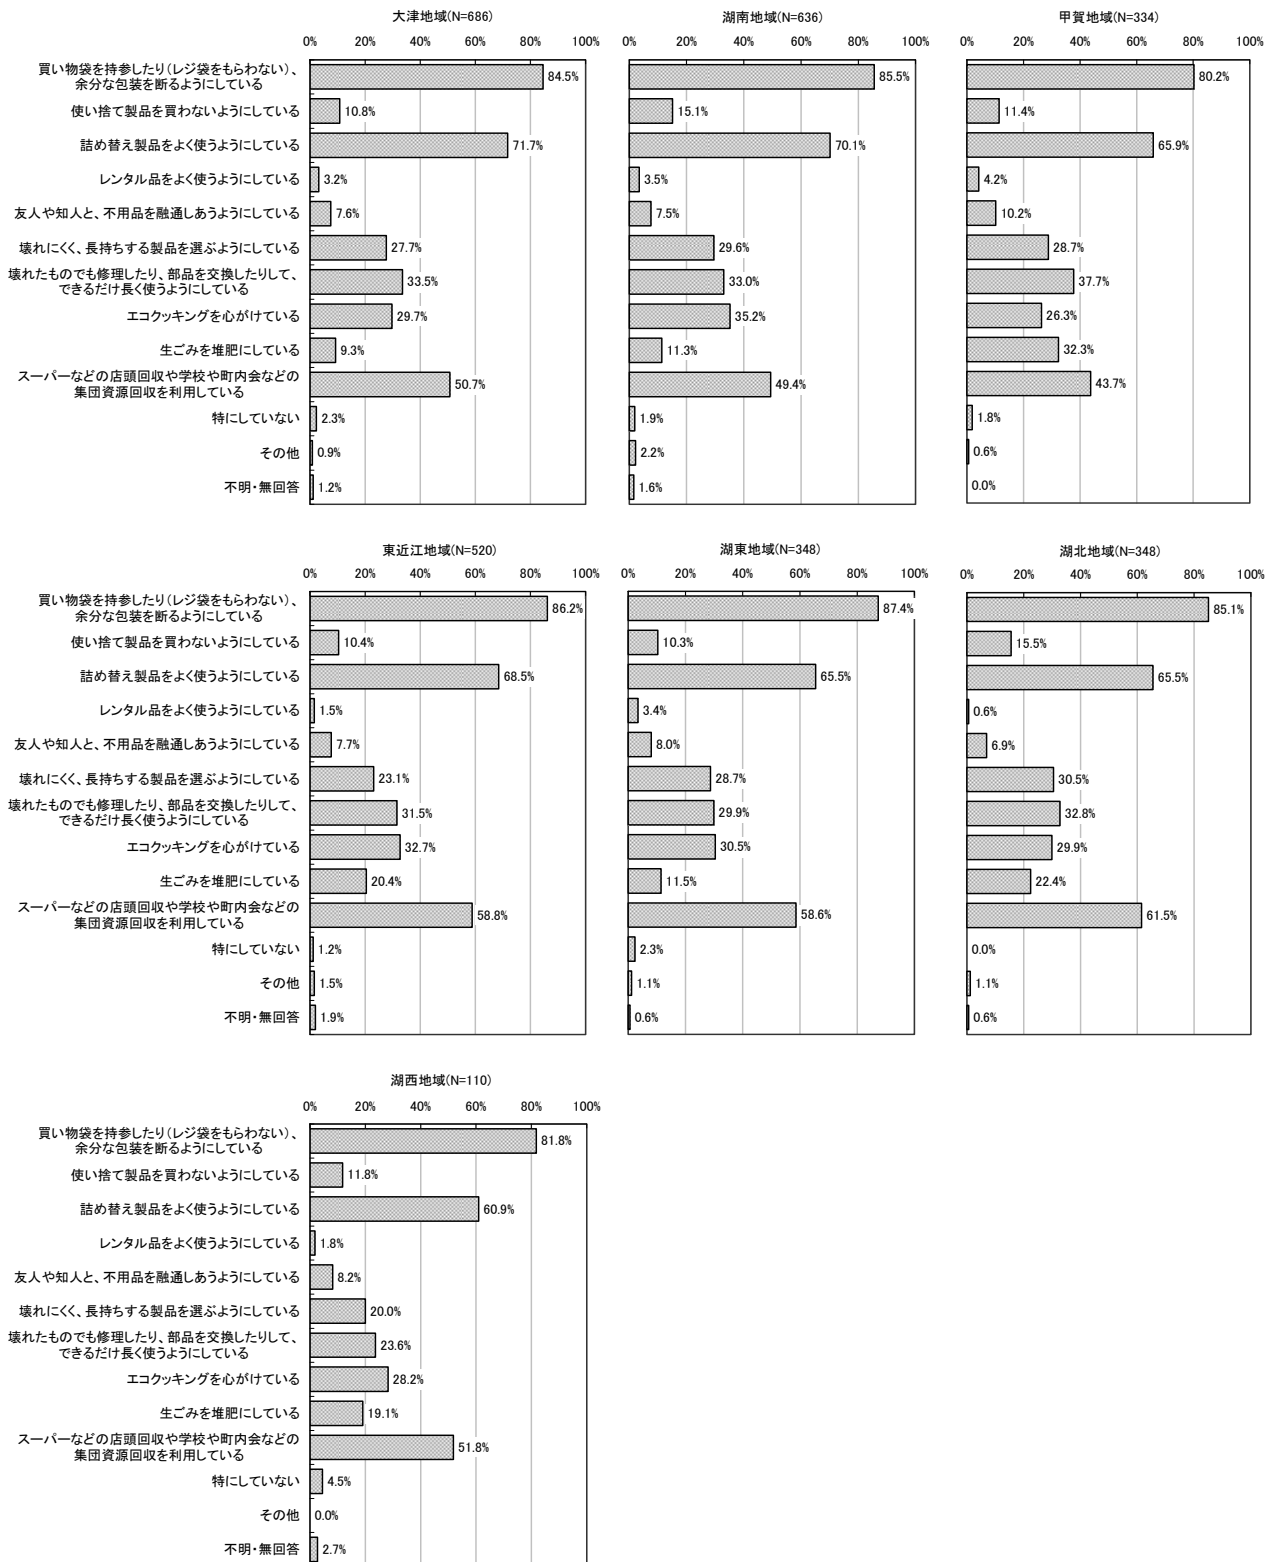 大津地域(N=686)
0% 20% 40% 60% 80% 100%
買い物袋を持参したり(レジ袋をもらわない)、
余分な包装を断るようにしている
84.5%
使い捨て製品を買わないようにしている
10.8%
詰め替え製品をよく使うようにしている
71.7%
レンタル品をよく使うようにしている
3.2%
友人や知人と、不用品を融通しあうようにしている
7.6%
壊れにくく、長持ちする製品を選ぶようにしている
27.7%
壊れたものでも修理したり、部品を交換したりして、
できるだけ長く使うようにしている
33.5%
エコクッキングを心がけている
29.7%
生ごみを堆肥にしている
9.3%
スーパーなどの店頭回収や学校や町内会などの
集団資源回収を利用している
50.7%
特にしていない
2.3%
その他
0.9%
不明・無回答
1.2%
湖南地域(N=636)
0% 20% 40% 60% 80% 100%
85.5%
15.1%
70.1%
3.5%
7.5%
29.6%
33.0%
35.2%
11.3%
49.4%
1.9%
2.2%
1.6%
甲賀地域(N=334)
0% 20% 40% 60% 80% 100%
80.2%
11.4%
65.9%
4.2%
10.2%
28.7%
37.7%
26.3%
32.3%
43.7%
1.8%
0.6%
0.0%
東近江地域(N=520)
0% 20% 40% 60% 80% 100%
買い物袋を持参したり(レジ袋をもらわない)、
余分な包装を断るようにしている
86.2%
使い捨て製品を買わないようにしている
10.4%
詰め替え製品をよく使うようにしている
68.5%
レンタル品をよく使うようにしている
1.5%
友人や知人と、不用品を融通しあうようにしている
7.7%
壊れにくく、長持ちする製品を選ぶようにしている
23.1%
壊れたものでも修理したり、部品を交換したりして、
できるだけ長く使うようにしている
31.5%
エコクッキングを心がけている
32.7%
生ごみを堆肥にしている
20.4%
スーパーなどの店頭回収や学校や町内会などの
集団資源回収を利用している
58.8%
特にしていない
1.2%
その他
1.5%
不明・無回答
1.9%
湖東地域(N=348)
0% 20% 40% 60% 80% 100%
87.4%
10.3%
65.5%
3.4%
8.0%
28.7%
29.9%
30.5%
11.5%
58.6%
2.3%
1.1%
0.6%
湖北地域(N=348)
0% 20% 40% 60% 80% 100%
85.1%
15.5%
65.5%
0.6%
6.9%
30.5%
32.8%
29.9%
22.4%
61.5%
0.0%
1.1%
0.6%
湖西地域(N=110)
0% 20% 40% 60% 80% 100%
買い物袋を持参したり(レジ袋をもらわない)、
余分な包装を断るようにしている
81.8%
使い捨て製品を買わないようにしている
11.8%
詰め替え製品をよく使うようにしている
60.9%
レンタル品をよく使うようにしている
1.8%
友人や知人と、不用品を融通しあうようにしている
8.2%
壊れにくく、長持ちする製品を選ぶようにしている
20.0%
壊れたものでも修理したり、部品を交換したりして、
できるだけ長く使うようにしている
23.6%
エコクッキングを心がけている
28.2%
生ごみを堆肥にしている
19.1%
スーパーなどの店頭回収や学校や町内会などの
集団資源回収を利用している
51.8%
特にしていない
4.5%
その他
0.0%
不明・無回答
2.7%